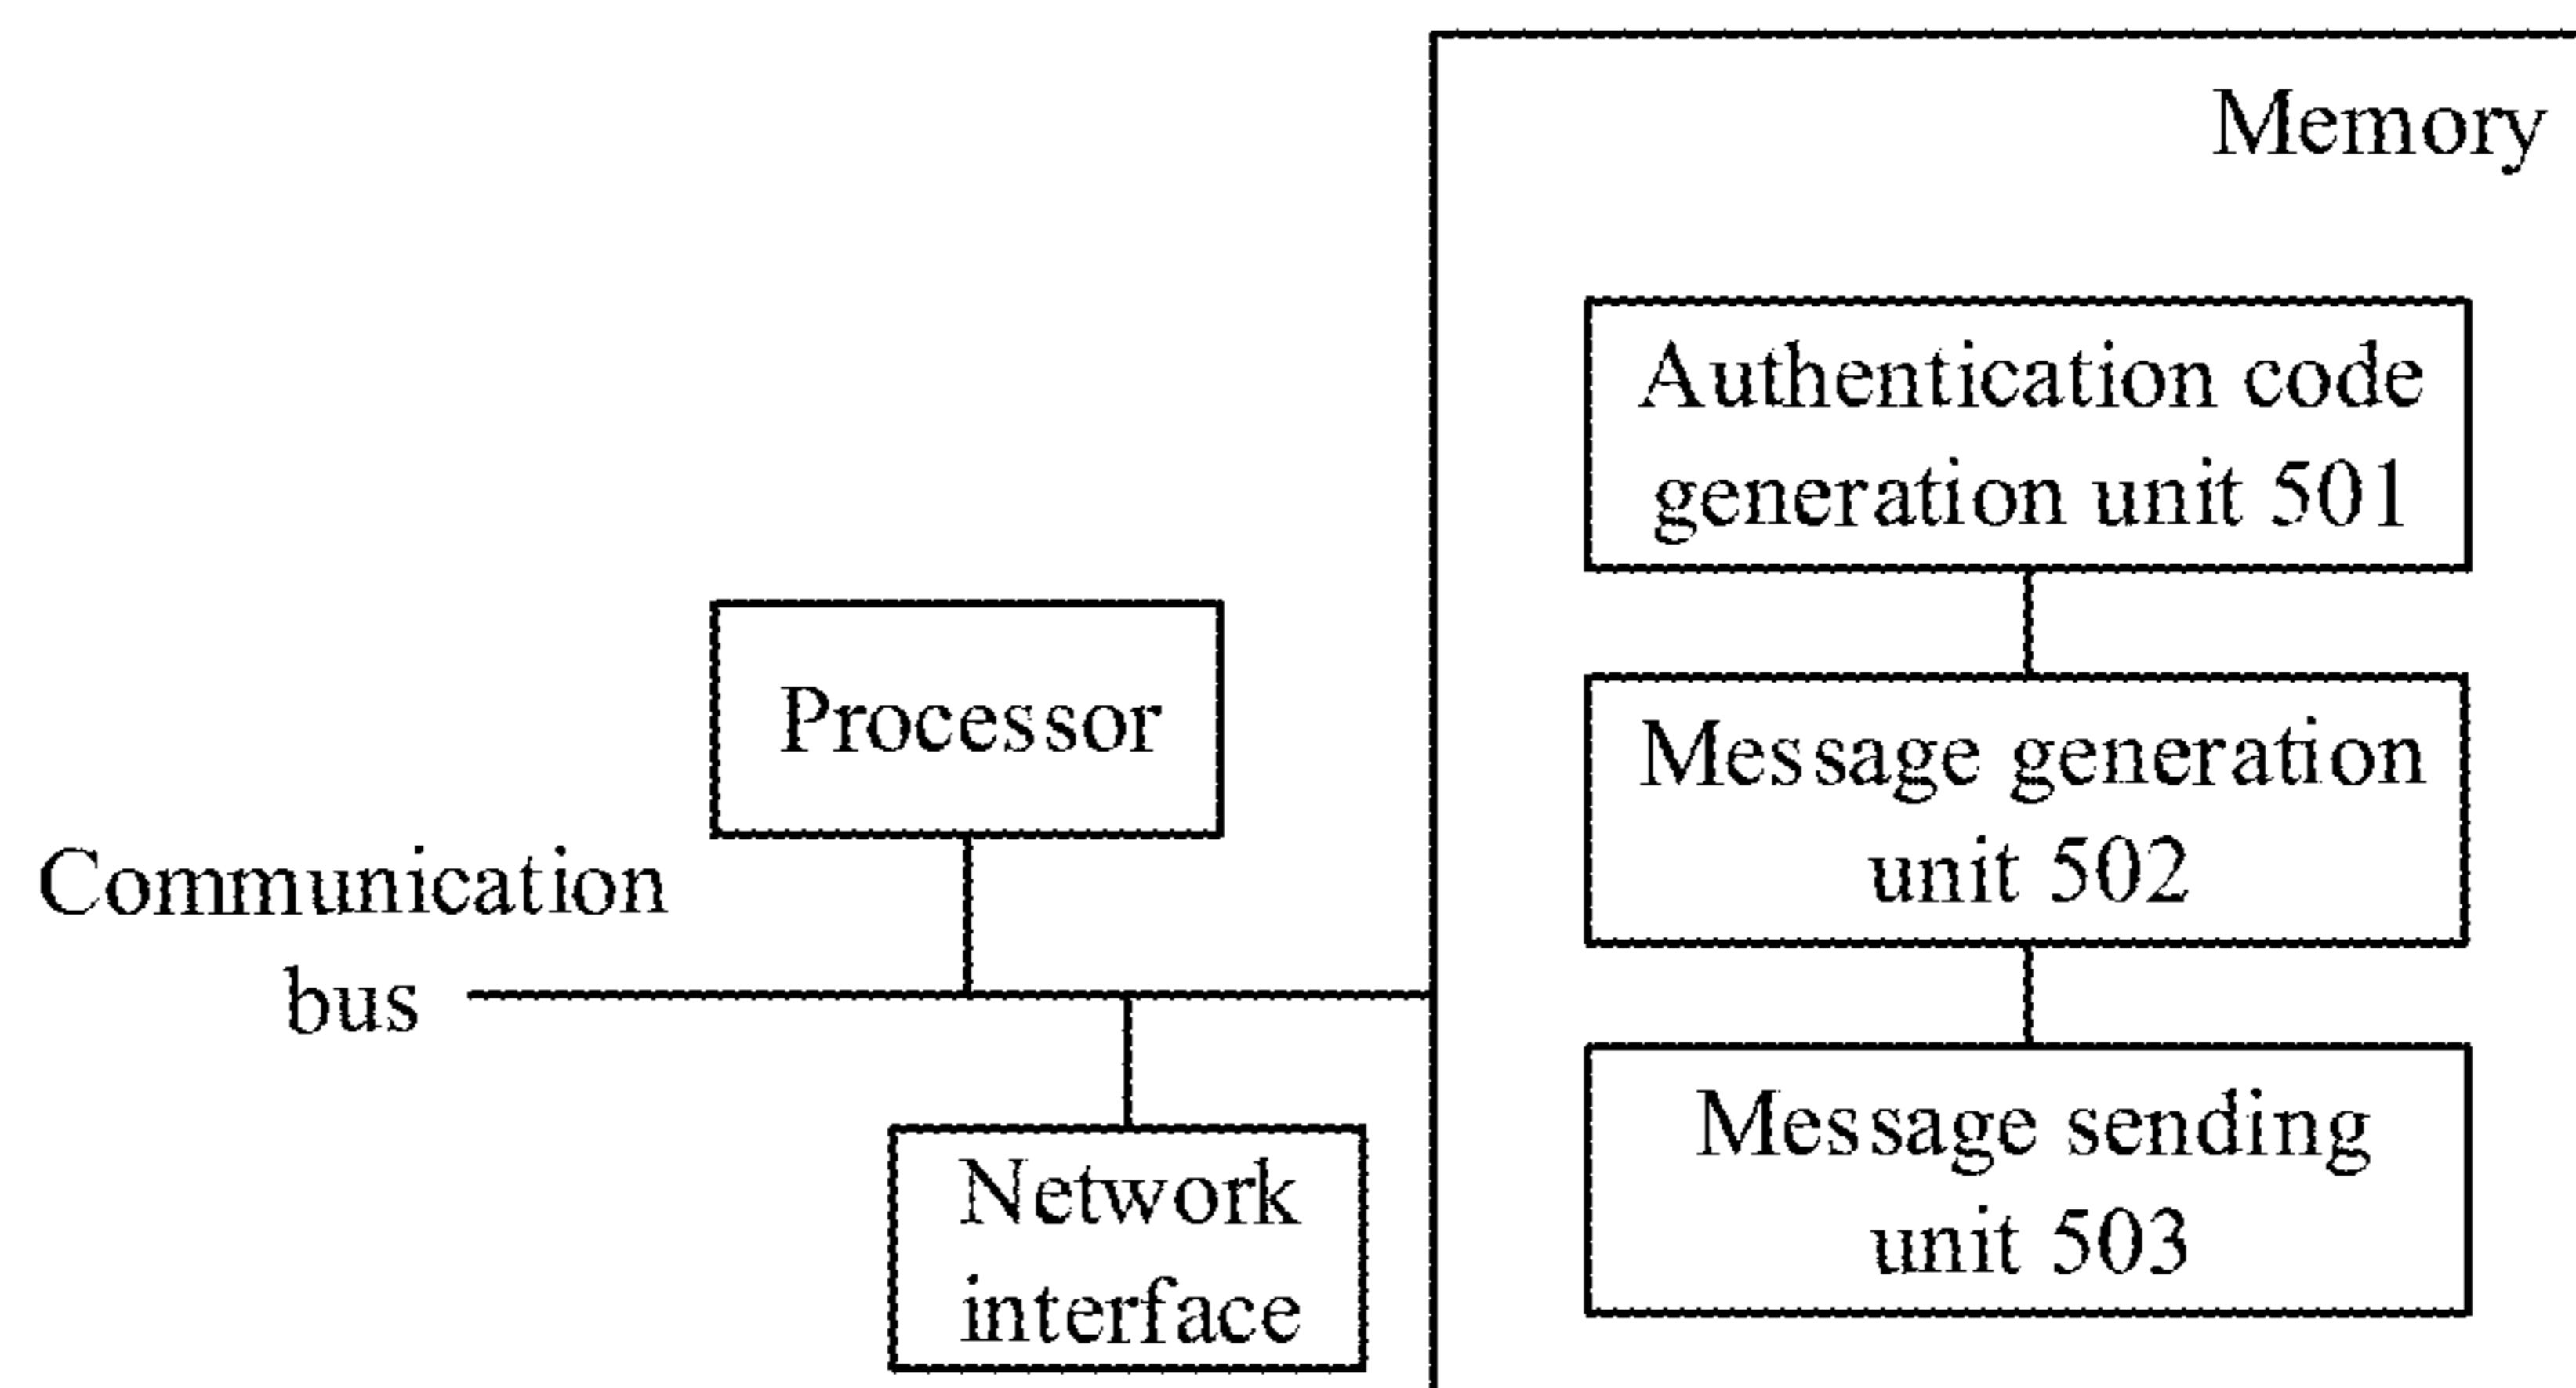 Memory
Authentication code
generation unit 501
Processor
Message generation
unit 502
Communication
bus
Message sending
unit 503
Network
interface